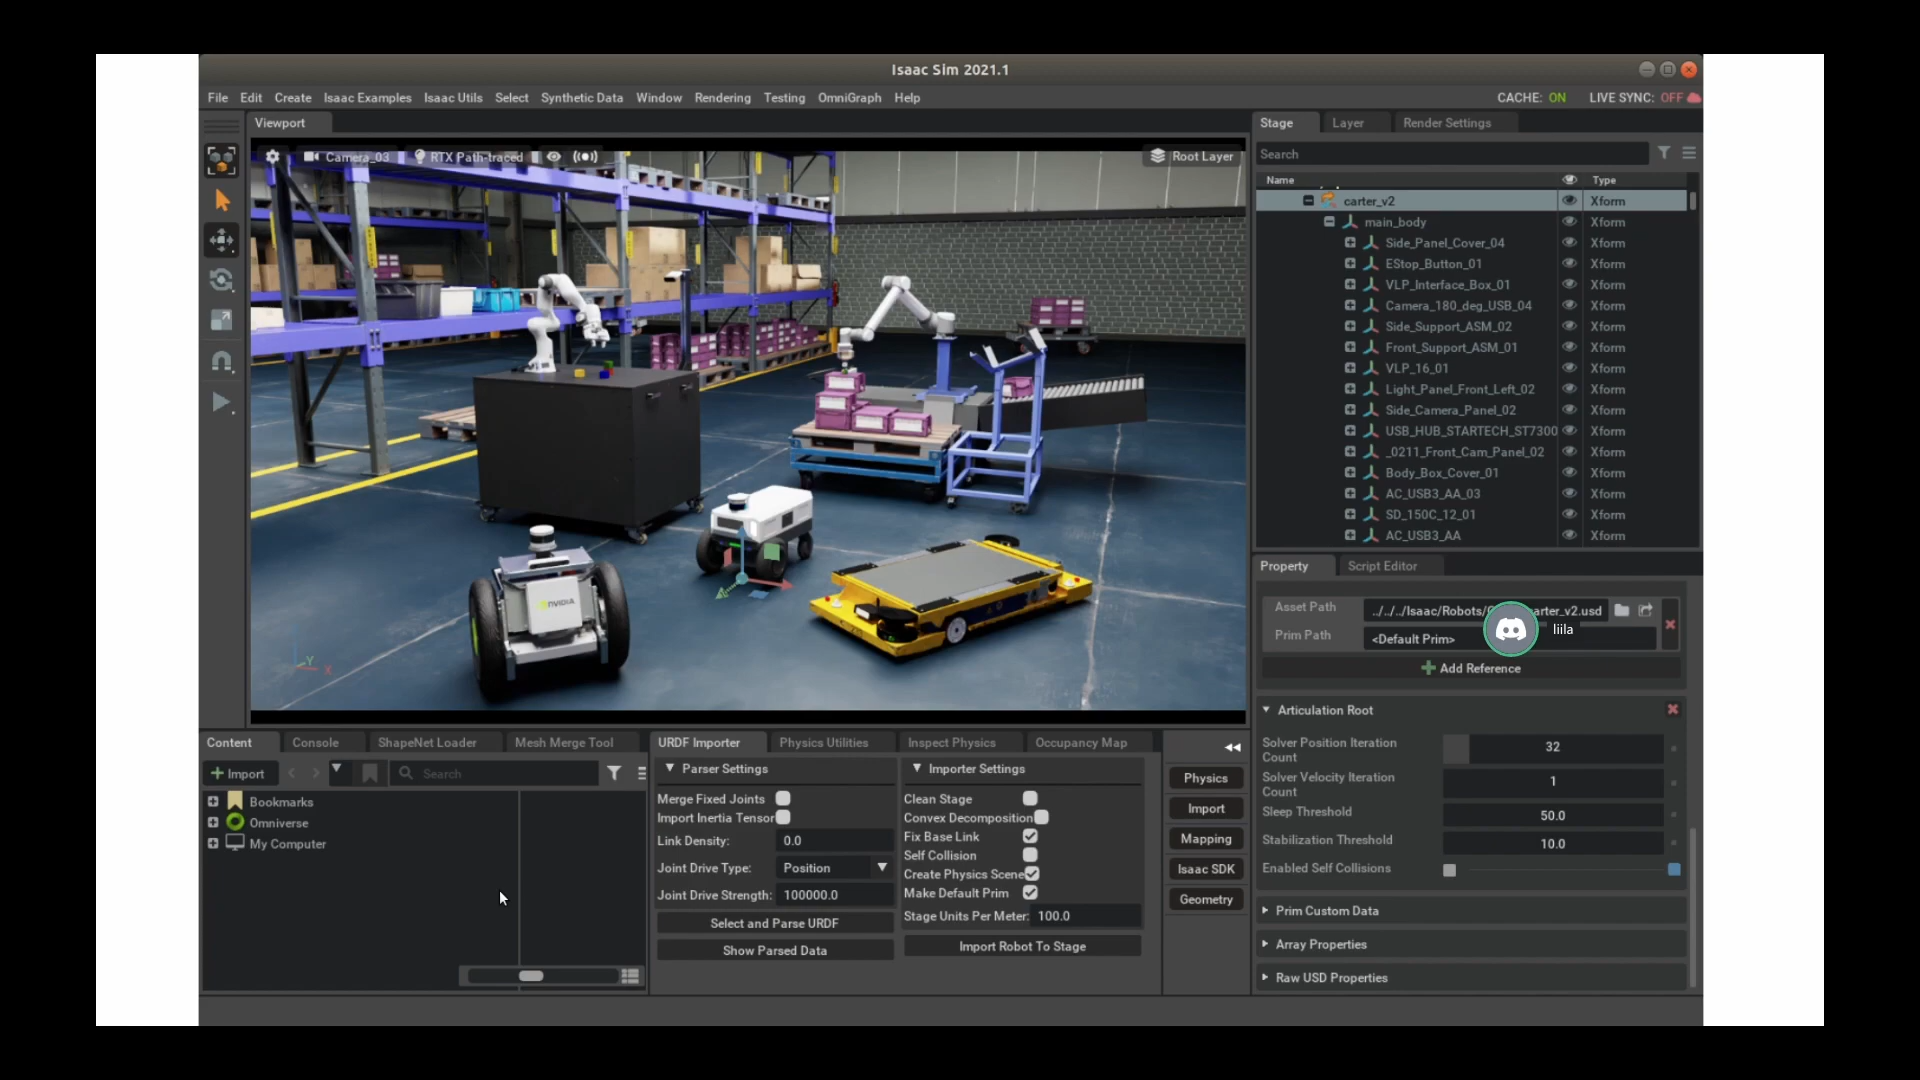 Isaac Sim 2021.1
File Edit Create Isaac Examples Isaac Utils Select Synthetic Data Window Rendering Testing OmniGraph Help CACHE: ON LIVE SYNC: OFF
Viewport
Camera_03 RTX Path-traced Root Layer
NVIDIA
Y
X
Stage Layer Render Settings
Search
Name Type
carter_v2 Xform
main_body Xform
Side_Panel_Cover_04 Xform
EStop_Button_01 Xform
VLP_Interface_Box_01 Xform
Camera_180_deg_USB_04 Xform
Side_Support_ASM_02 Xform
Front_Support_ASM_01 Xform
VLP_16_01 Xform
Light_Panel_Front_Left_02 Xform
Side_Camera_Panel_02 Xform
USB_HUB_STARTECH_ST7300 Xform
_0211_Front_Cam_Panel_02 Xform
Body_Box_Cover_01 Xform
AC_USB3_AA_03 Xform
SD_150C_12_01 Xform
AC_USB3_AA Xform
Property Script Editor
Asset Path ../../../Isaac/Robots/ arter_v2.usd
liila
Prim Path <Default Prim>
Add Reference
Articulation Root
Solver Position Iteration
Count
32
Solver Velocity Iteration
Count
1
Sleep Threshold 50.0
Stabilization Threshold 10.0
Enabled Self Collisions
Prim Custom Data
Array Properties
Raw USD Properties
Content Console ShapeNet Loader Mesh Merge Tool
Import Search
Bookmarks
Omniverse
My Computer
URDF Importer Physics Utilities Inspect Physics Occupancy Map
Parser Settings
Merge Fixed Joints
Import Inertia Tensor
Link Density: 0.0
Joint Drive Type: Position
Joint Drive Strength: 100000.0
Select and Parse URDF
Show Parsed Data
Importer Settings
Clean Stage
Convex Decomposition
Fix Base Link
Self Collision
Create Physics Scene
Make Default Prim
Stage Units Per Meter: 100.0
Import Robot To Stage
Physics
Import
Mapping
Isaac SDK
Geometry